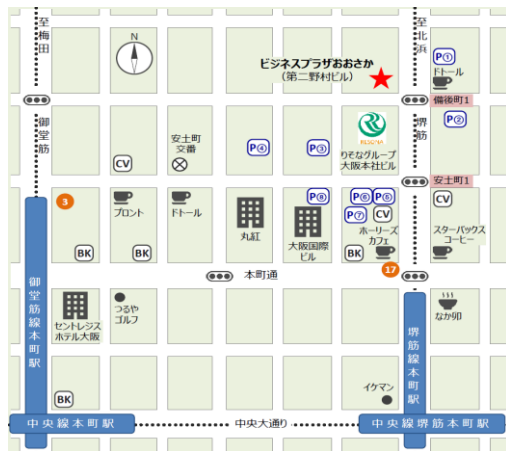 至梅田
N
至北浜
ビジネスプラザおおさか
(第二野村ビル)
P①
ドトール
備後町1
御堂筋
堺筋
P②
安土町
交番
P④
P③
RESONA
りそなグループ
大阪本社ビル
CV
安土町1
3
プロント
ドトール
丸紅
P⑧
大阪国際
ビル
P⑥
P⑤
P⑦
CV
ホーリーズ
カフェ
CV
スターバックス
コーヒー
BK
BK
BK
本町通
17
御堂筋線本町駅
セントレジス
ホテル大阪
つるや
ゴルフ
なか卯
堺筋線本町駅
イケマン
BK
中央線本町駅
中央大通り
中央線堺筋本町駅